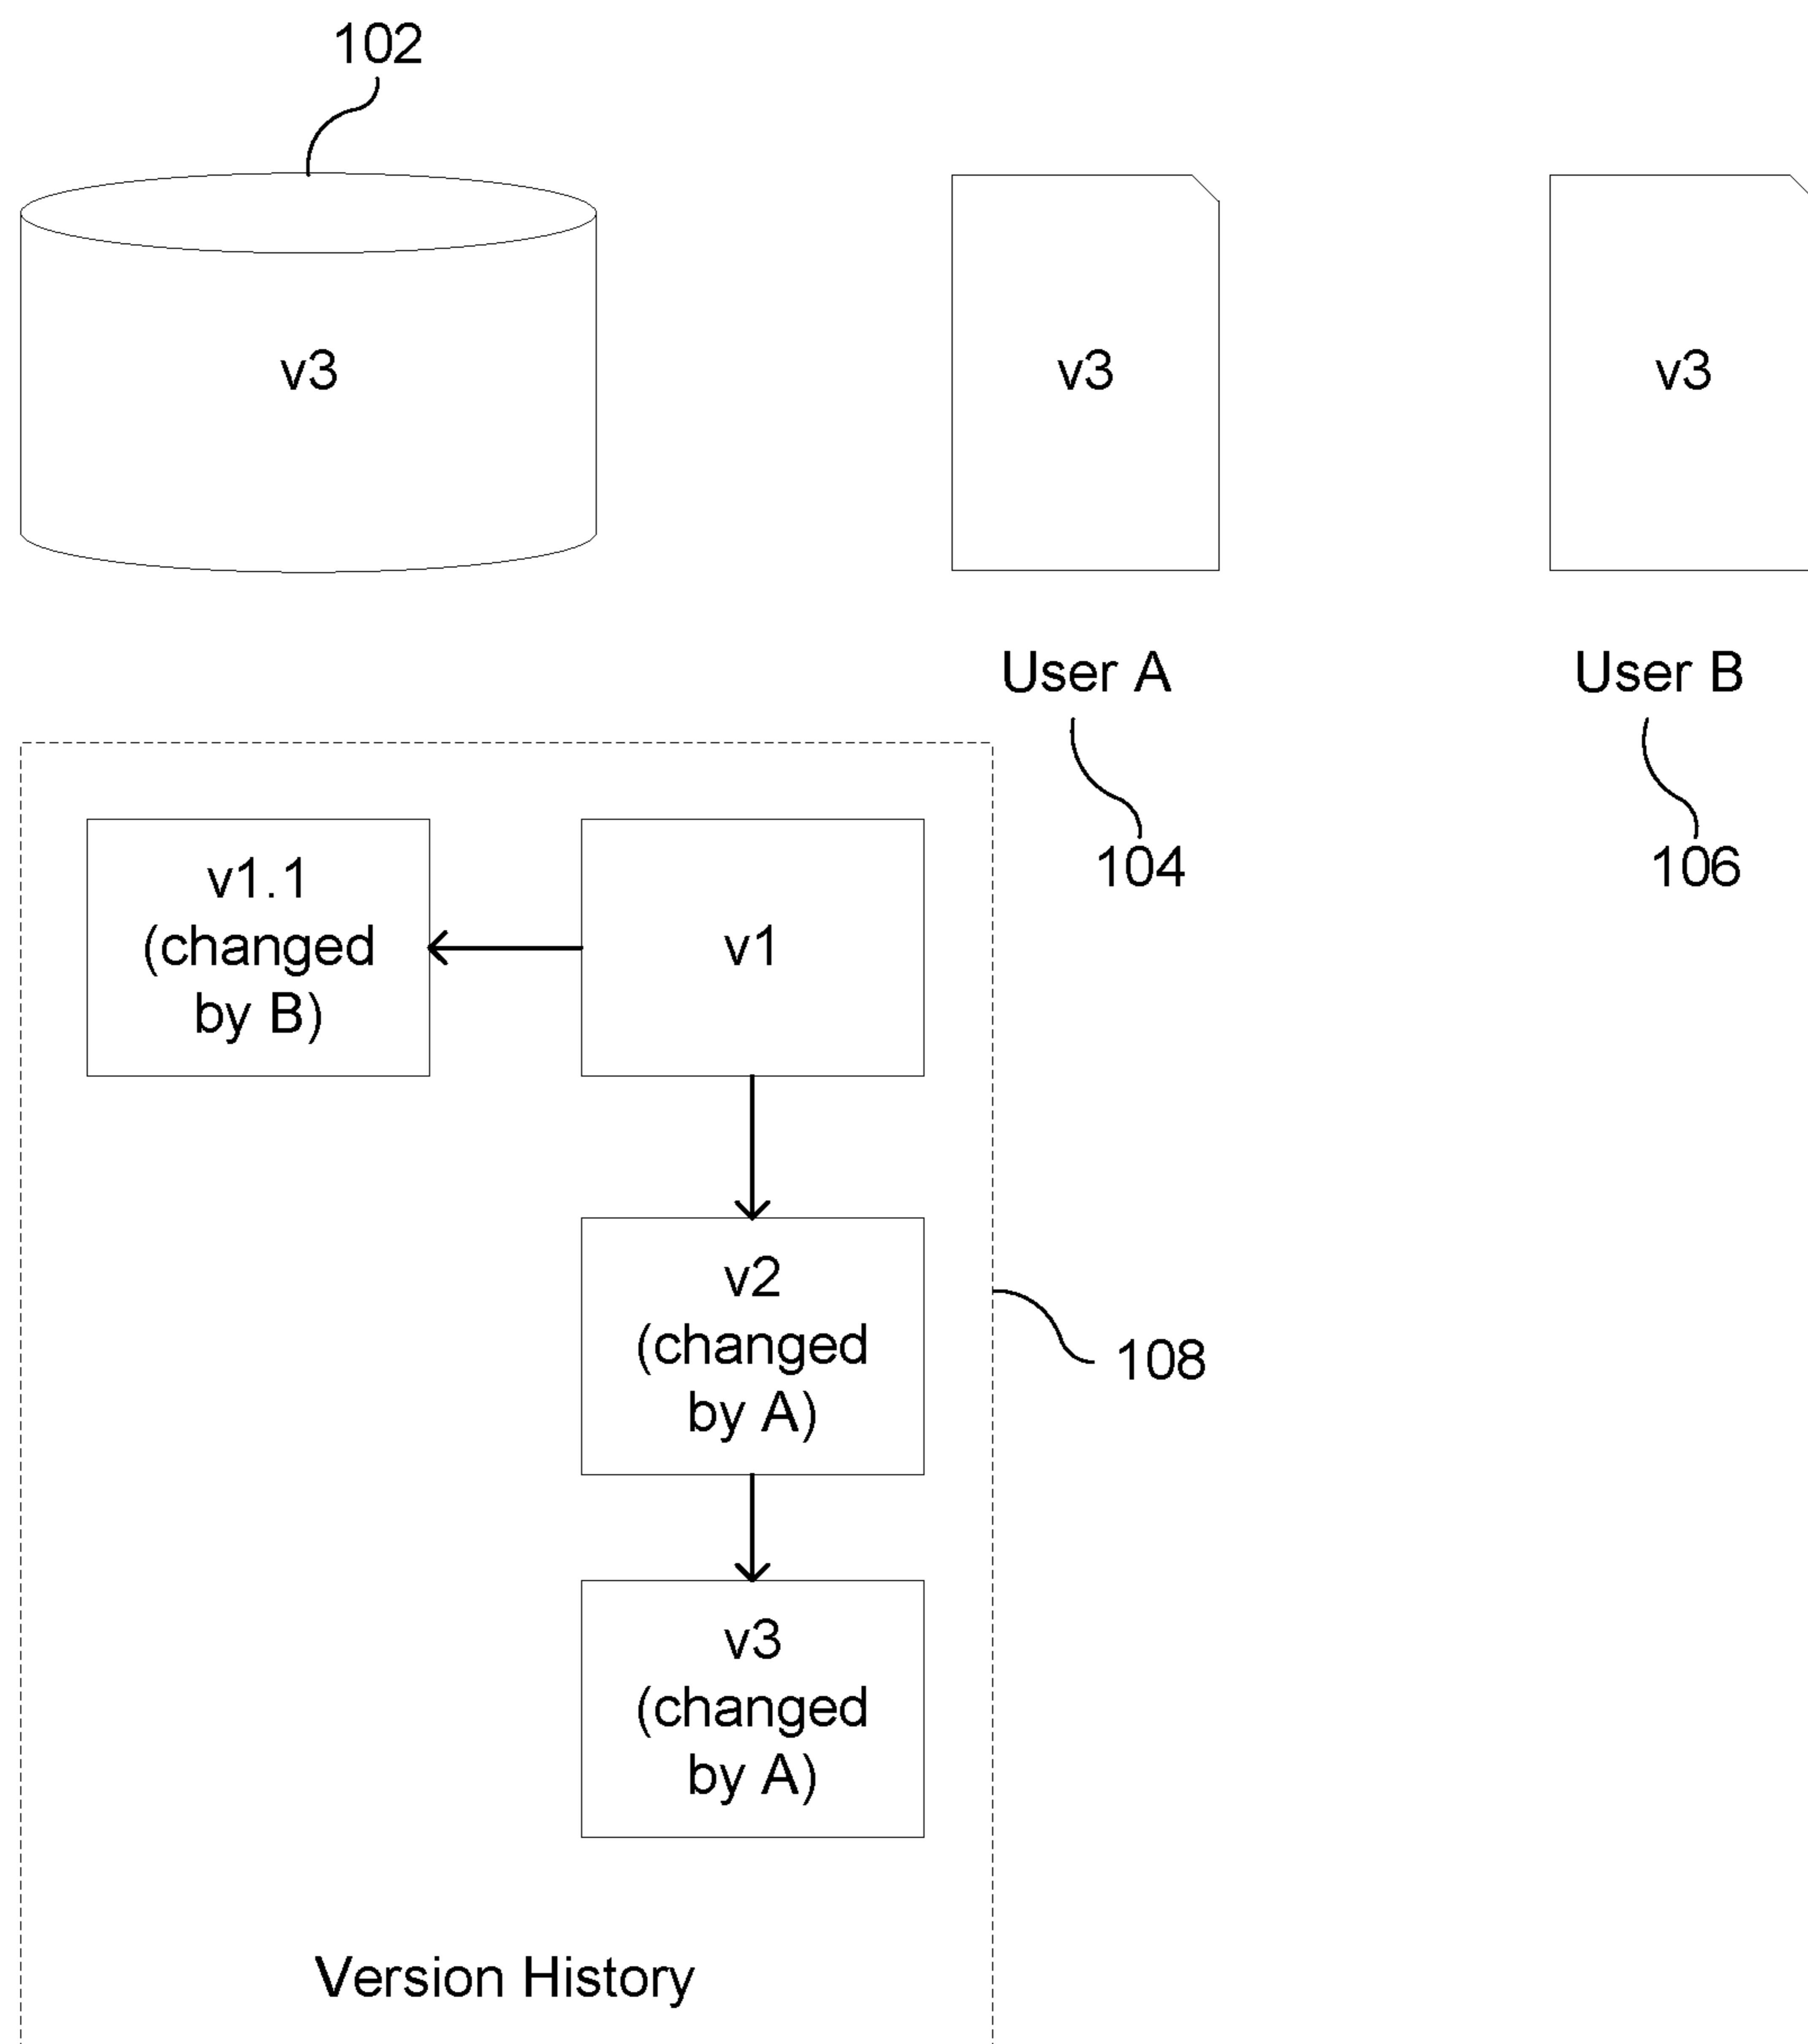 102
v3
v3
v3
User A
User B
104
106
v1.1
(changed
by B)
v1
v2
(changed
by A)
108
v3
(changed
by A)
Version History